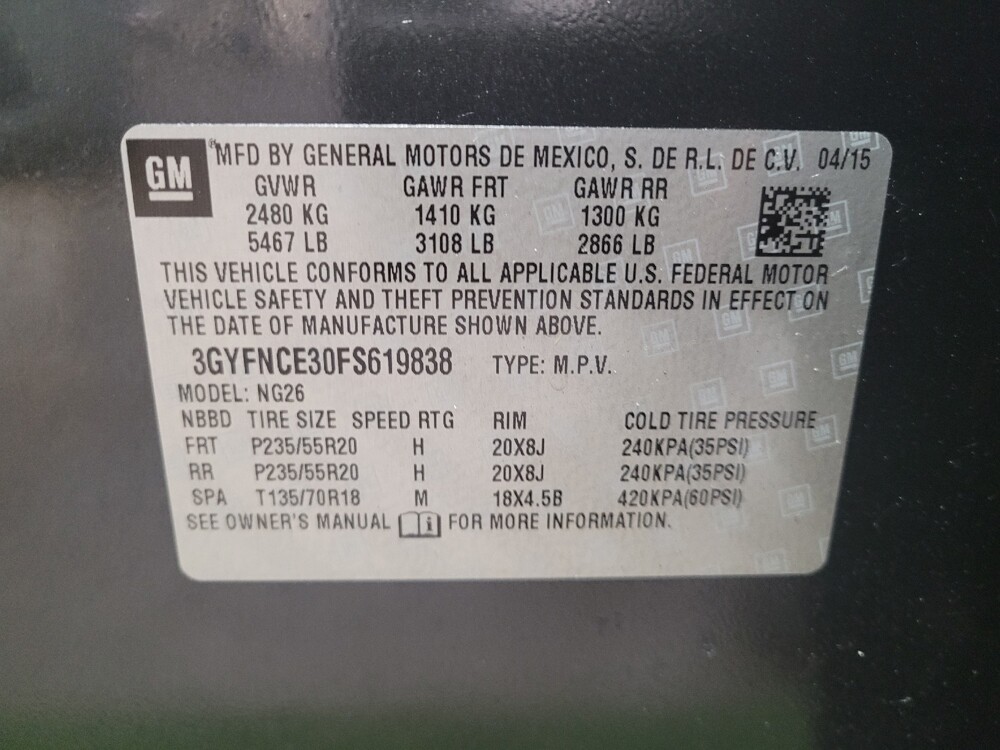 GM ® MFD BY GENERAL MOTORS DE MEXICO, S. DE R.L. DE C.V. 04/15
GVWR GAWR FRT GAWR RR
2480 KG 1410 KG 1300 KG
5467 LB 3108 LB 2866 LB
THIS VEHICLE CONFORMS TO ALL APPLICABLE U.S. FEDERAL MOTOR
VEHICLE SAFETY AND THEFT PREVENTION STANDARDS IN EFFECT ON
THE DATE OF MANUFACTURE SHOWN ABOVE.
3GYFNCE30FS619838 TYPE: M.P.V.
MODEL: NG26
NBBD TIRE SIZE SPEED RTG RIM COLD TIRE PRESSURE
FRT P235/55R20 H 20X8J 240KPA(35PSI)
RR P235/55R20 H 20X8J 240KPA(35PSI)
SPA T135/70R18 M 18X4.5B 420KPA(60PSI)
SEE OWNER'S MANUAL i FOR MORE INFORMATION.